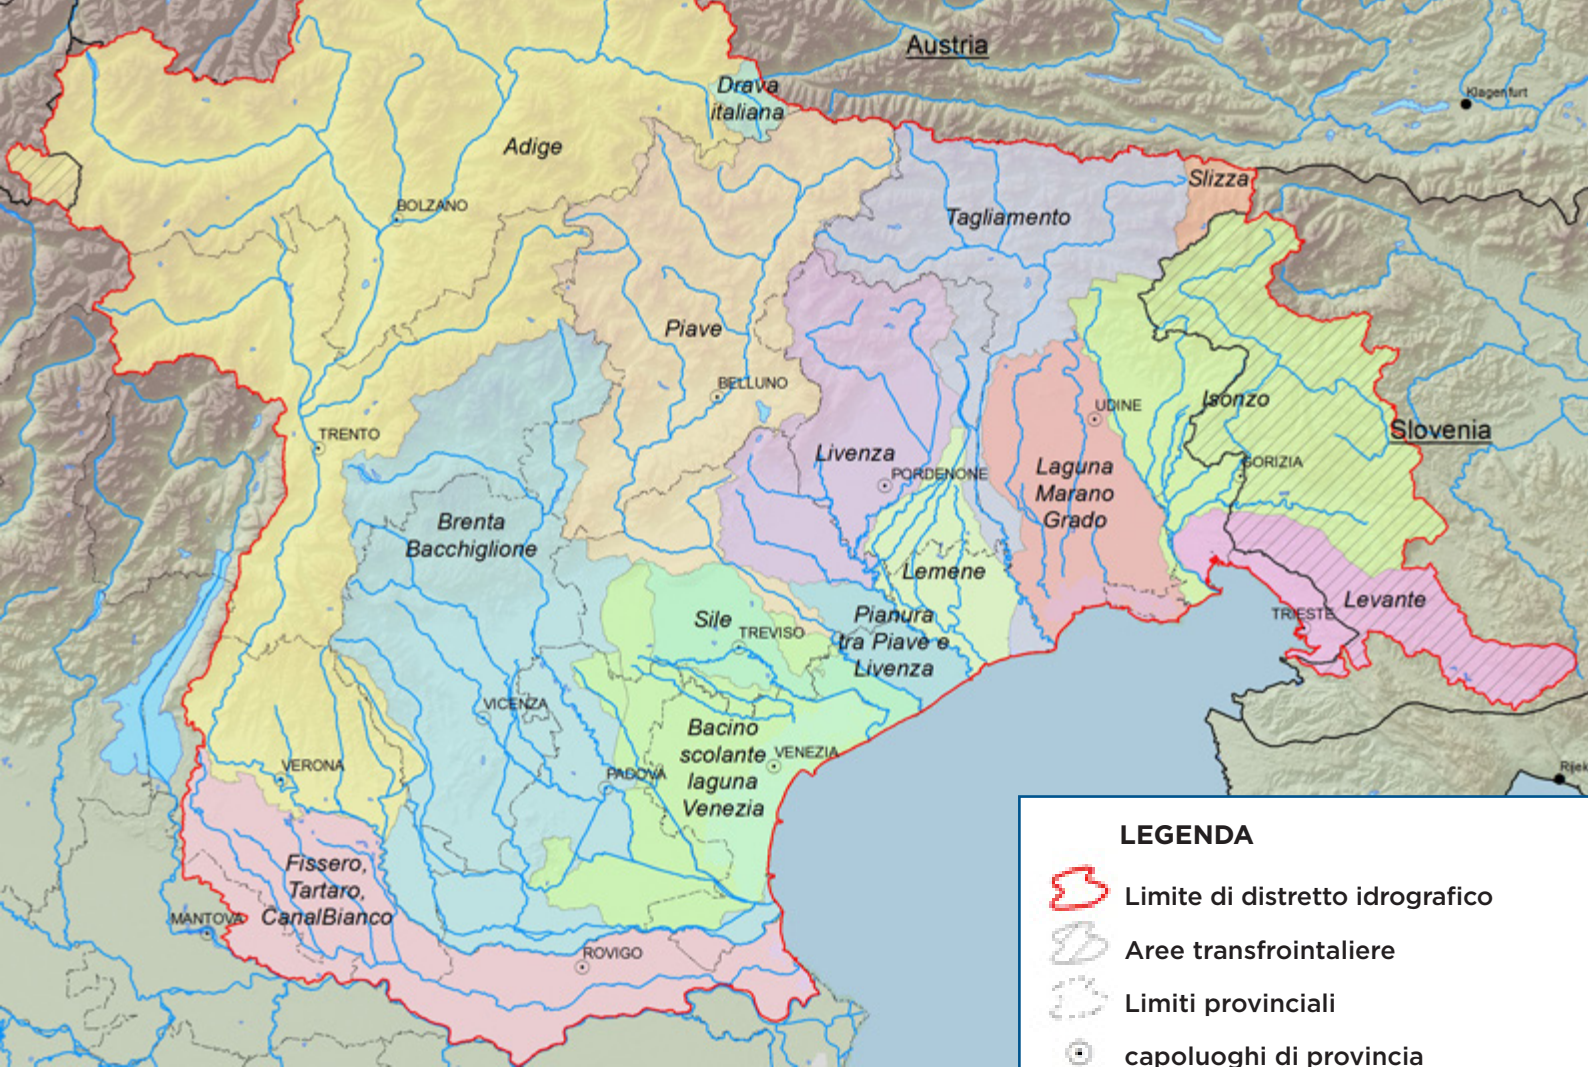 Austria
Klagenfurt
Drava
italiana
Adige
Slizza
BOLZANO
Tagliamento
Piave
BELLUNO
Isonzo
UDINE
Slovenia
TRENTO
Livenza
GORIZIA
PORDENONE
Laguna
Marano
Grado
Brenta
Bacchiglione
Lemene
Levante
Sile
TREVISO
Pianura
tra Piave e
Livenza
TRIESTE
VICENZA
Bacino
scolante
laguna
Venezia
VENEZIA
VERONA
PADOVA
Rijek
Fissero,
Tartaro,
CanalBianco
MANTOVA
ROVIGO
LEGENDA
Limite di distretto idrografico
Aree transfrointaliere
Limiti provinciali
capoluoghi di provincia